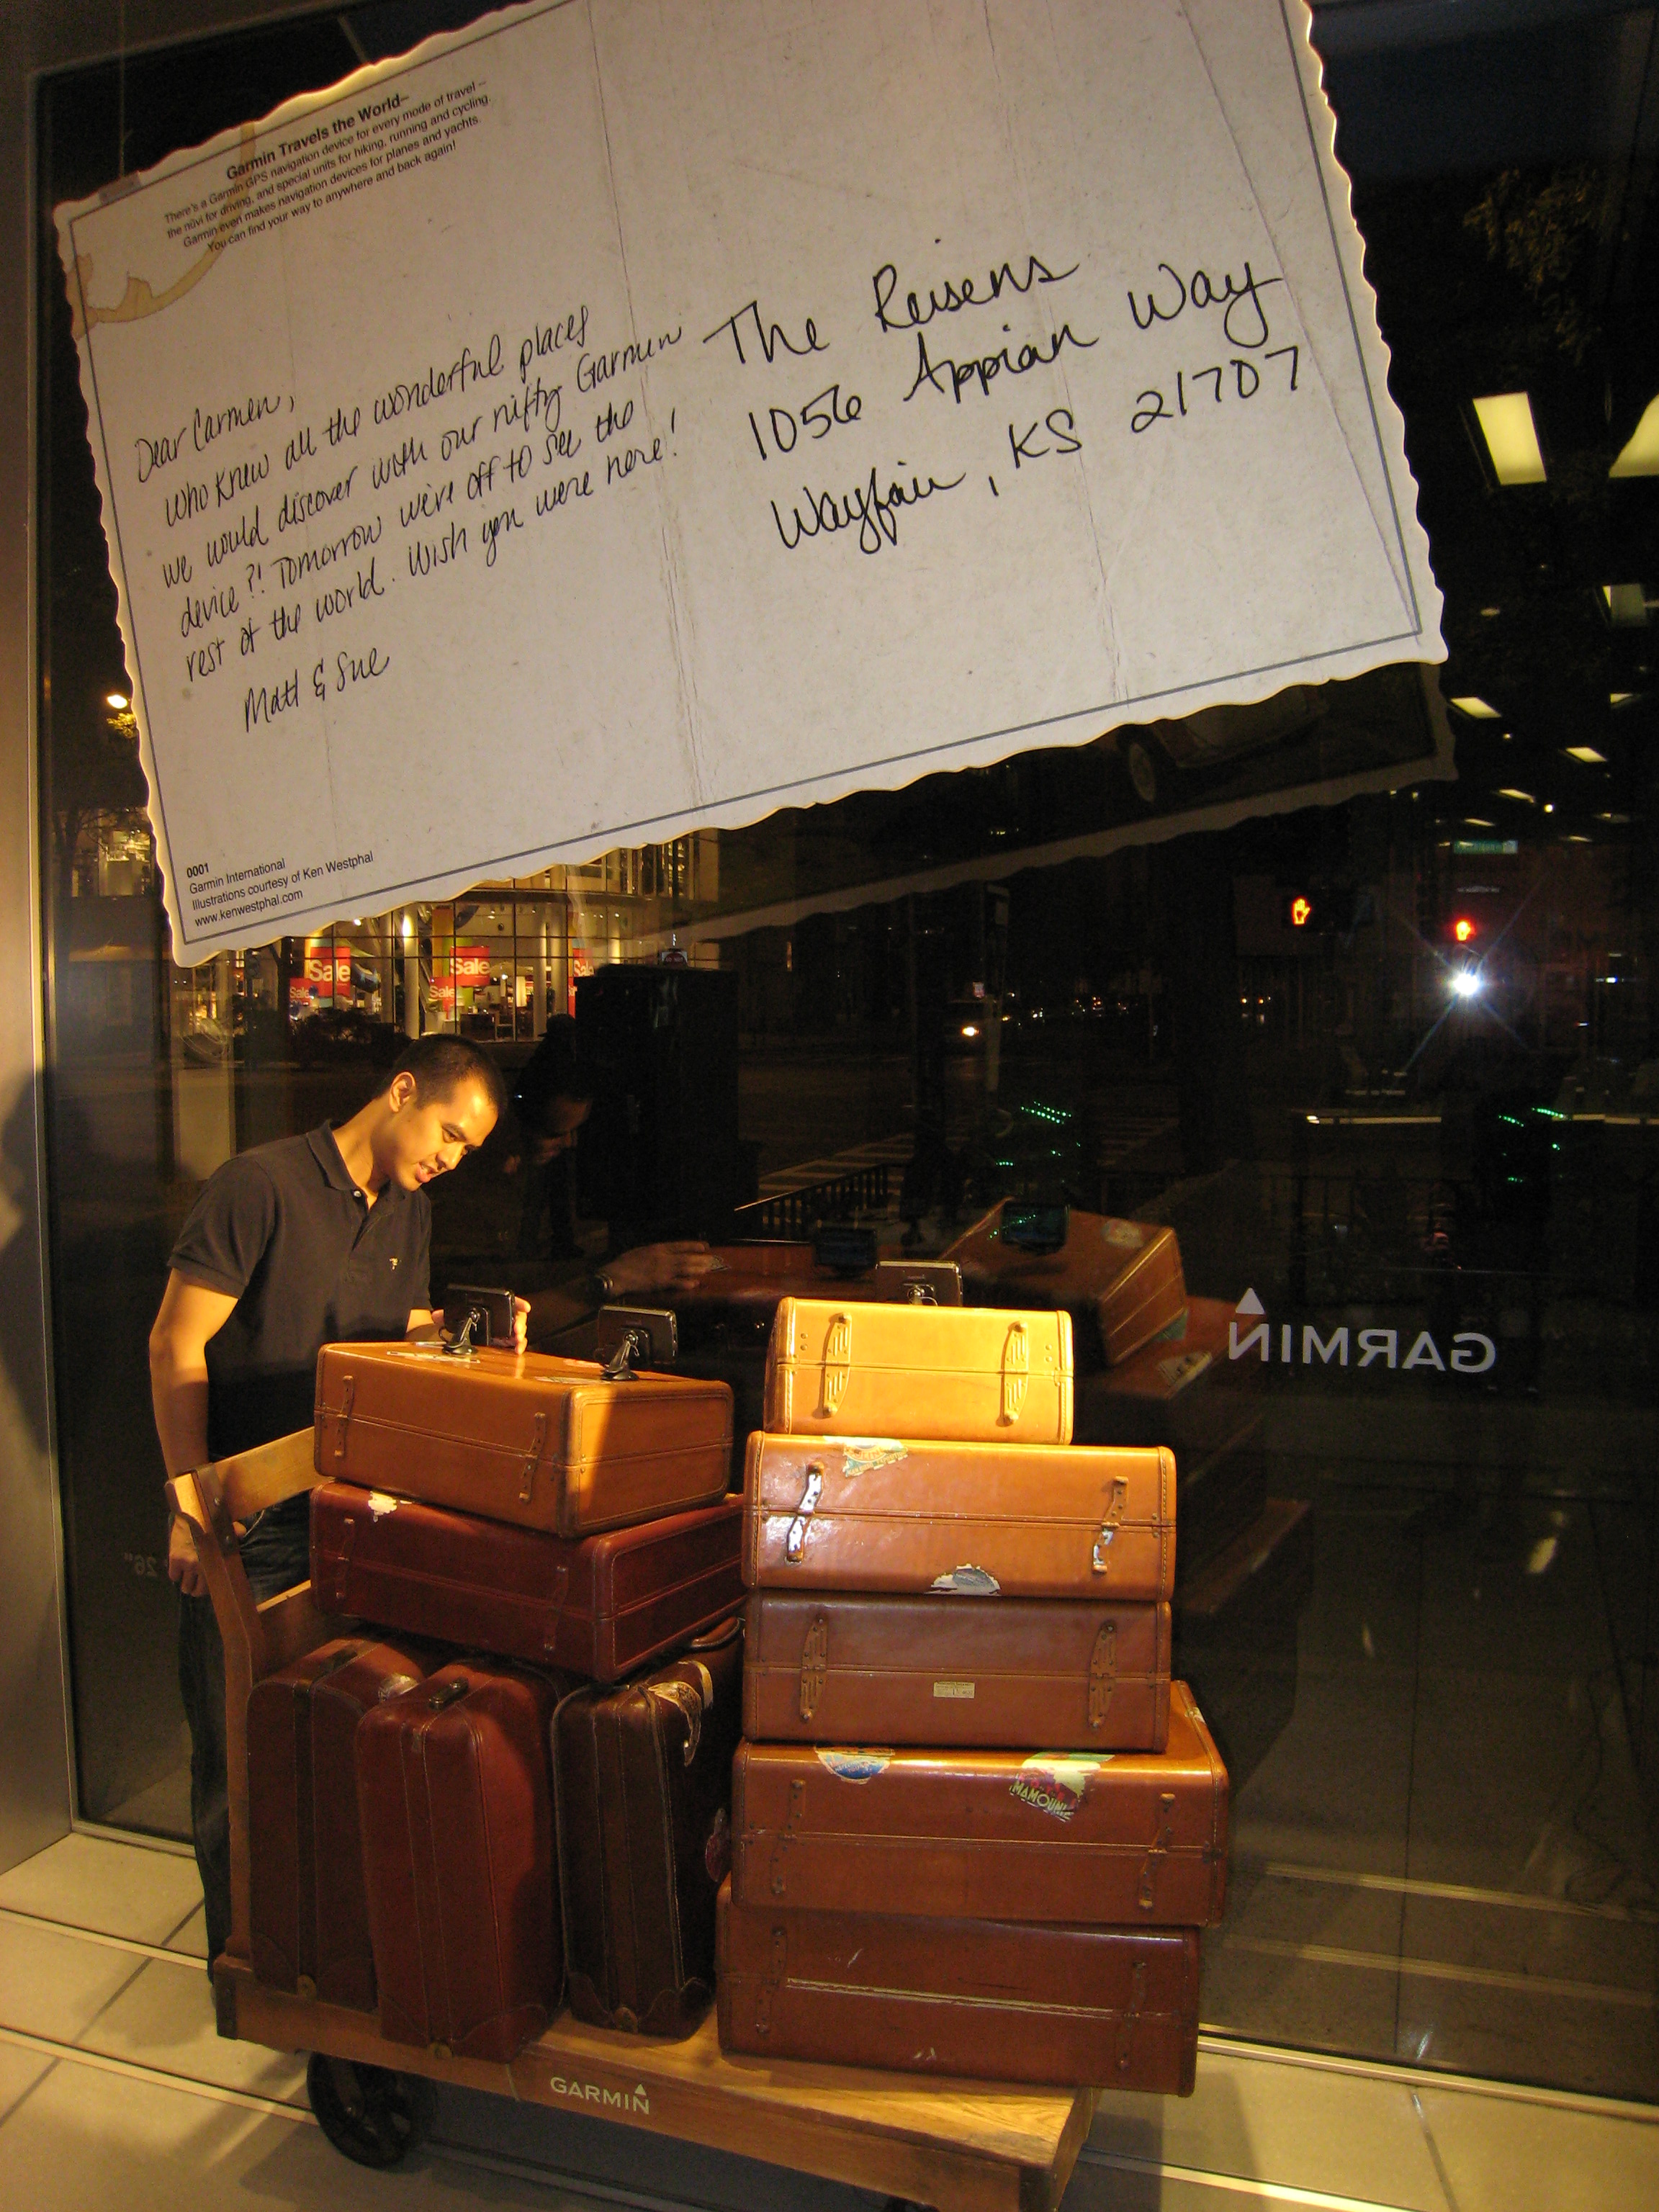 Garmin Travels the World–
There's a Garmin GPS navigation device for every mode of travel –
the nüvi for driving, and special units for hiking, running and cycling.
Garmin even makes navigation devices for planes and yachts.
You can find your way to anywhere and back again!
Dear Carmen,
Who knew all the wonderful places
we would discover with our nifty Garmin
device?! Tomorrow we're off to see the
rest of the world. Wish you were here!
Matt & Sue
The Reisens
1056 Appian Way
Wayfair, KS 21707
0001
Garmin International
Illustrations courtesy of Ken Westphal
www.kenwestphal.com
Sale
Sale
Sale
Sale
GARMIN
MAMOUNIA
GARMIN